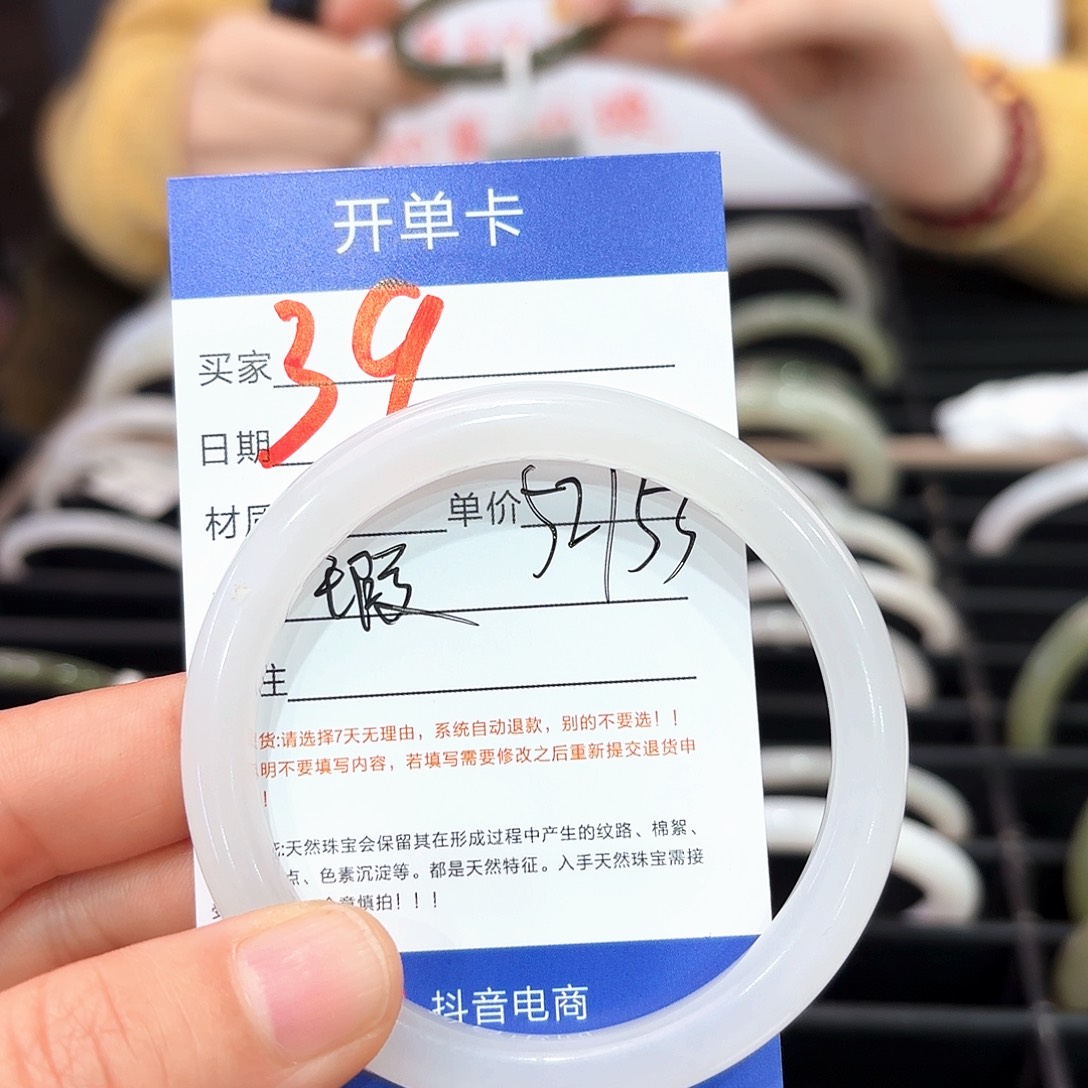 开单卡
买家 39
日期
材质 单价 52/53
瑕
主
货:请选择7天无理由，系统自动退款，别的不要选！！
明不要填写内容，若填写需要修改之后重新提交退货申
！
:天然珠宝会保留其在形成过程中产生的纹路、棉絮、
点、色素沉淀等。都是天然特征。入手天然珠宝需接
慎拍！！！
抖音电商